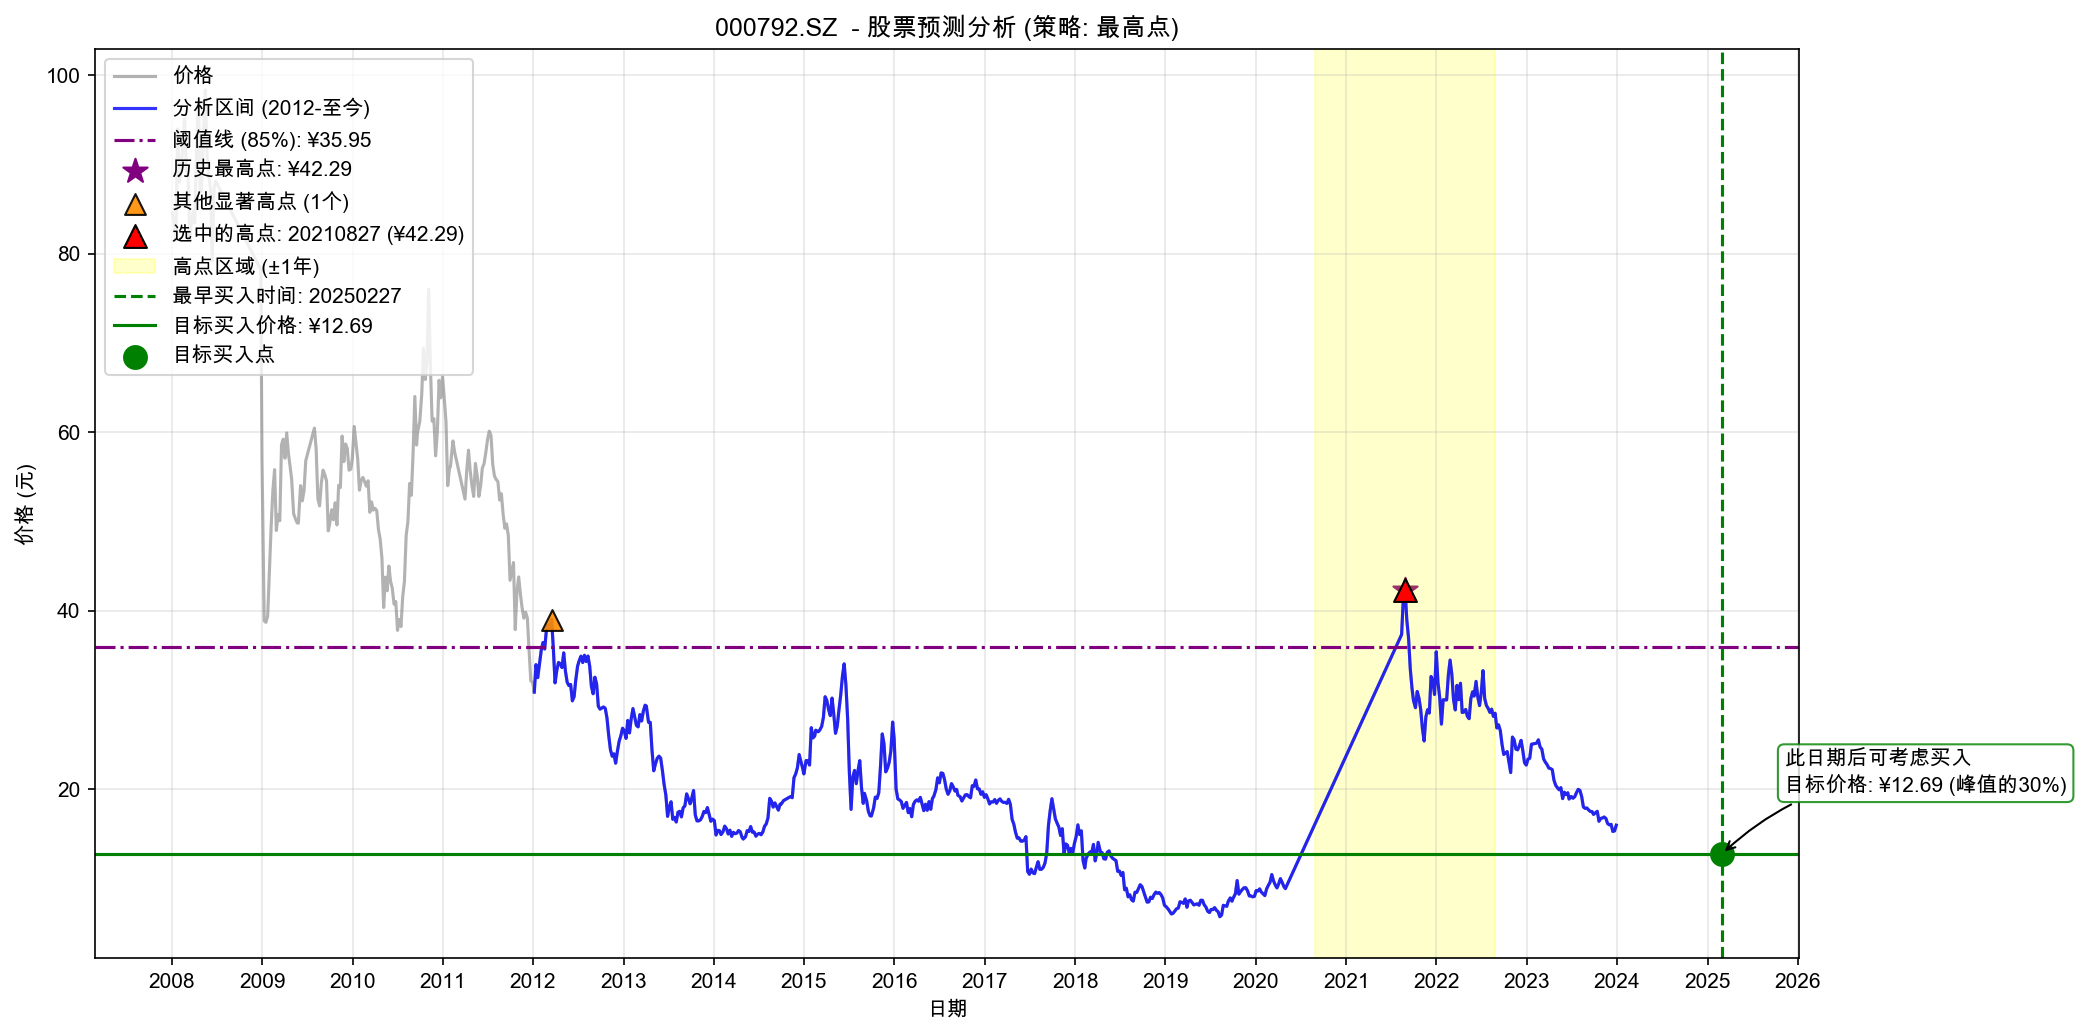 000792.SZ  - 股票预测分析 (策略: 最高点)
价格
分析区间 (2012-至今)
阈值线 (85%): ¥35.95
历史最高点: ¥42.29
其他显著高点 (1个)
选中的高点: 20210827 (¥42.29)
高点区域 (±1年)
最早买入时间: 20250227
目标买入价格: ¥12.69
目标买入点
100
80
60
40
20
价格 (元)
此日期后可考虑买入
目标价格: ¥12.69 (峰值的30%)
2008 2009 2010 2011 2012 2013 2014 2015 2016 2017 2018 2019 2020 2021 2022 2023 2024 2025 2026
日期